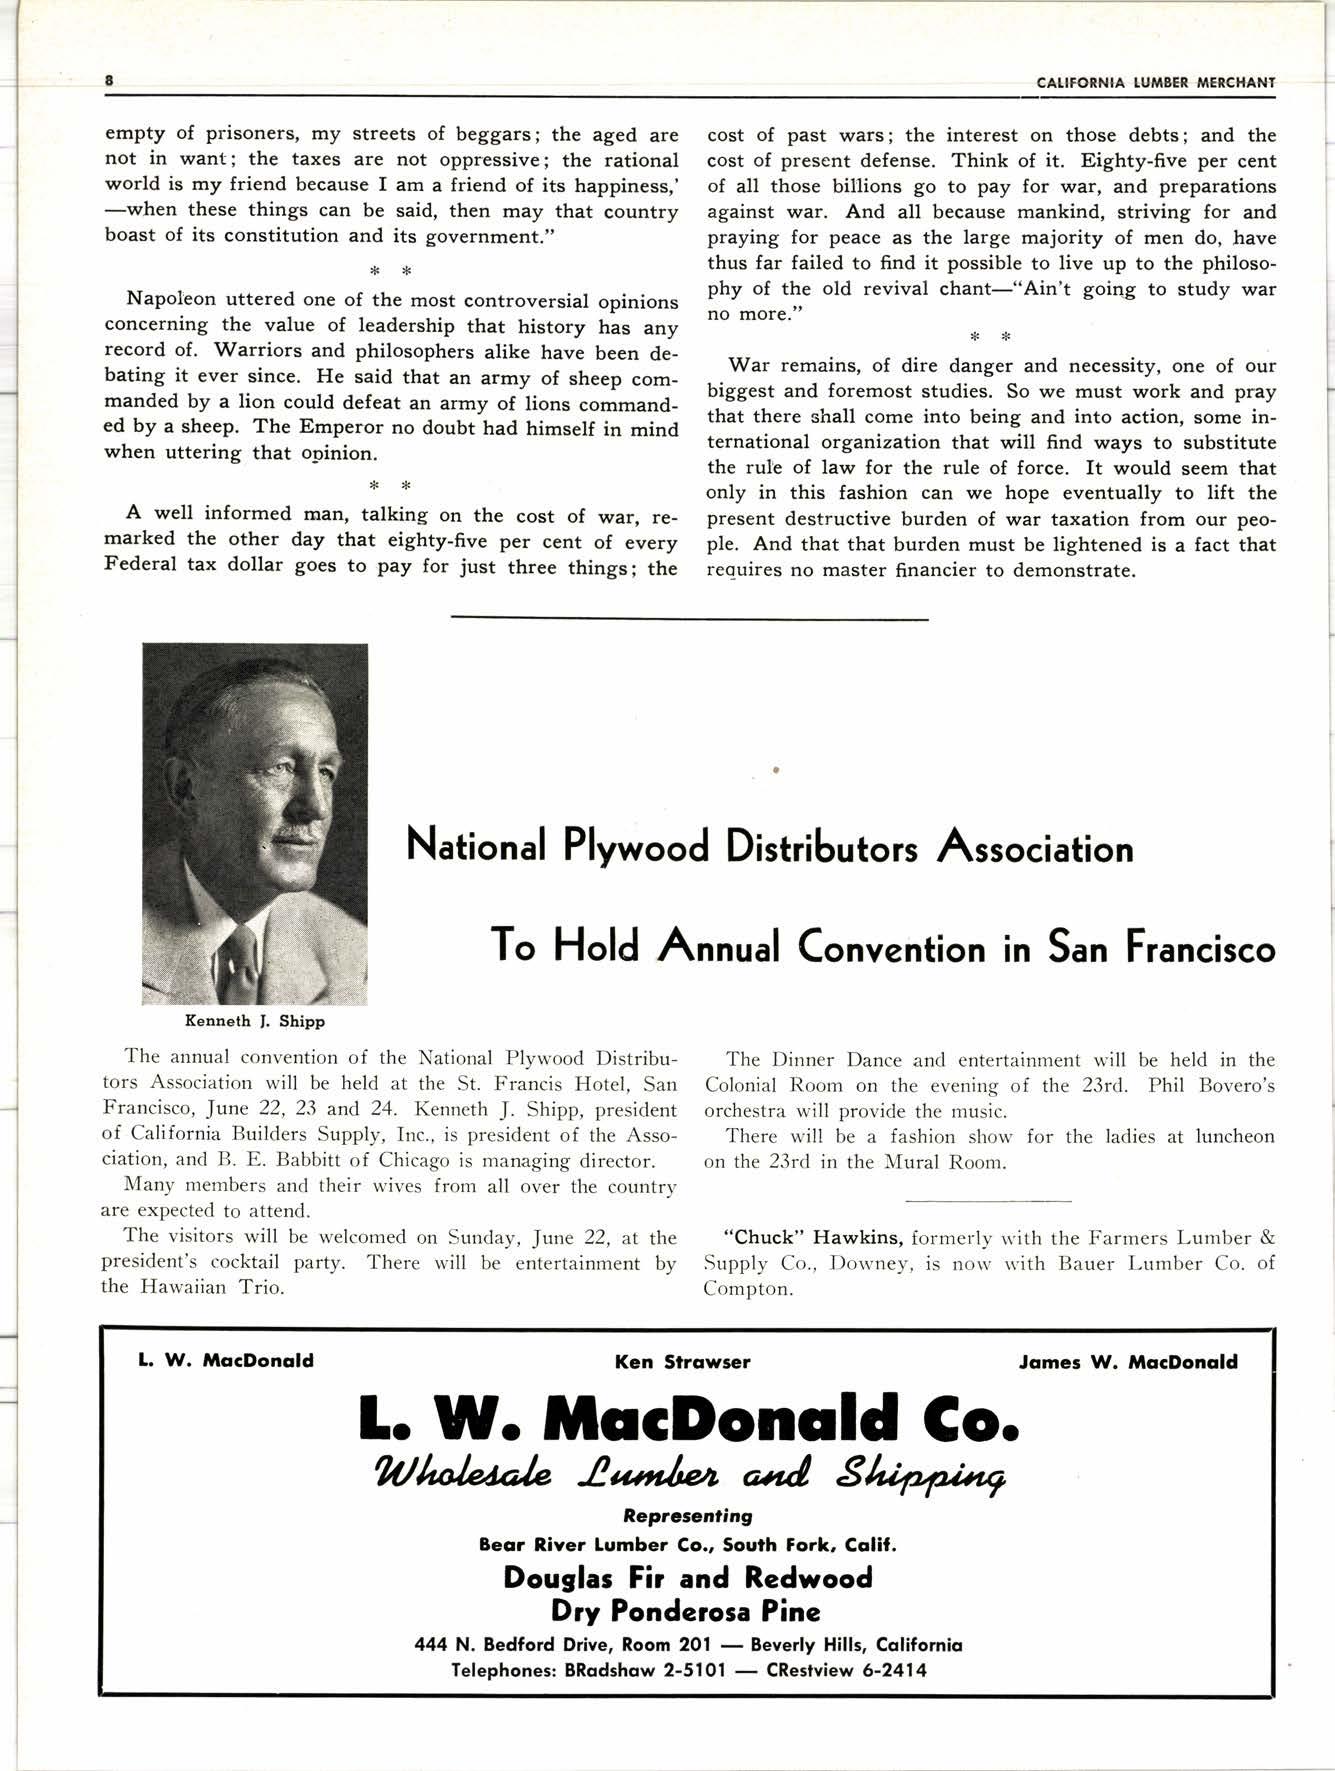 8
CALIFORNIA LUMBER MERCHANT
empty of prisoners, my streets of beggars; the aged are
not in want; the taxes are not oppressive; the rational
world is my friend because I am a friend of its happiness,'
—when these things can be said, then may that country
boast of its constitution and its government."
* *
Napoleon uttered one of the most controversial opinions
concerning the value of leadership that history has any
record of. Warriors and philosophers alike have been de-
bating it ever since. He said that an army of sheep com-
manded by a lion could defeat an army of lions command-
ed by a sheep. The Emperor no doubt had himself in mind
when uttering that opinion.
* *
A well informed man, talking on the cost of war, re-
marked the other day that eighty-five per cent of every
Federal tax dollar goes to pay for just three things; the
cost of past wars; the interest on those debts; and the
cost of present defense. Think of it. Eighty-five per cent
of all those billions go to pay for war, and preparations
against war. And all because mankind, striving for and
praying for peace as the large majority of men do, have
thus far failed to find it possible to live up to the philoso-
phy of the old revival chant—"Ain't going to study war
no more."
* *
War remains, of dire danger and necessity, one of our
biggest and foremost studies. So we must work and pray
that there shall come into being and into action, some in-
ternational organization that will find ways to substitute
the rule of law for the rule of force. It would seem that
only in this fashion can we hope eventually to lift the
present destructive burden of war taxation from our peo-
ple. And that that burden must be lightened is a fact that
requires no master financier to demonstrate.
National Plywood Distributors Association
To Hold Annual Convention in San Francisco
Kenneth J. Shipp
The annual convention of the National Plywood Distribu-
tors Association will be held at the St. Francis Hotel, San
Francisco, June 22, 23 and 24. Kenneth J. Shipp, president
of California Builders Supply, Inc., is president of the Asso-
ciation, and B. E. Babbitt of Chicago is managing director.
Many members and their wives from all over the country
are expected to attend.
The visitors will be welcomed on Sunday, June 22, at the
president's cocktail party. There will be entertainment by
the Hawaiian Trio.
The Dinner Dance and entertainment will be held in the
Colonial Room on the evening of the 23rd. Phil Bovero's
orchestra will provide the music.
There will be a fashion show for the ladies at luncheon
on the 23rd in the Mural Room.
"Chuck" Hawkins, formerly with the Farmers Lumber &
Supply Co., Downey, is now with Bauer Lumber Co. of
Compton.
L. W. MacDonald
Ken Strawser
James W. MacDonald
L. W. MacDonald Co.
Wholesale Lumber and Shipping
Representing
Bear River Lumber Co., South Fork, Calif.
Douglas Fir and Redwood
Dry Ponderosa Pine
444 N. Bedford Drive, Room 201 — Beverly Hills, California
Telephones: BRadshaw 2-5101 — CRestview 6-2414